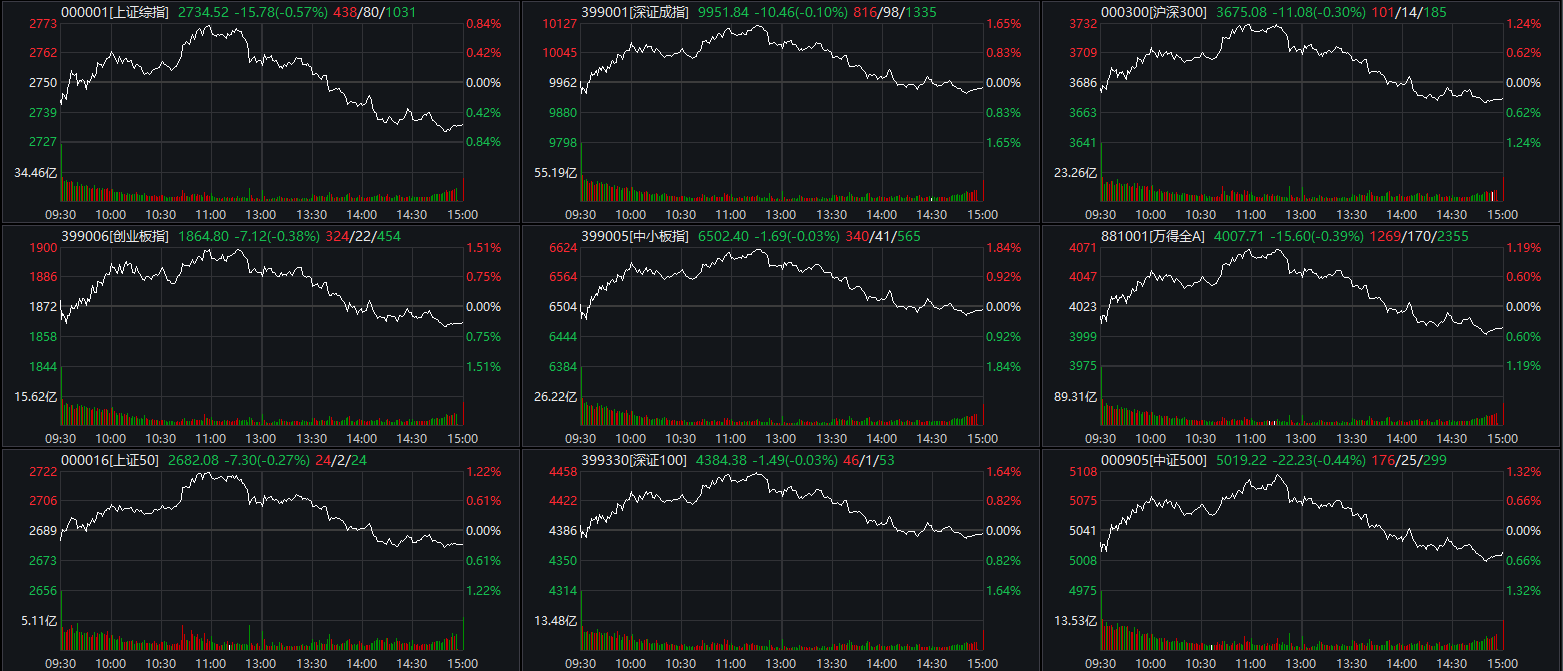 000001[上证综指] 2734.52 -15.78(-0.57%) 438/80/1031
2773 0.84%
2762 0.42%
2750 0.00%
2739 0.42%
2727 0.84%
34.46亿
09:30 10:00 10:30 11:00 13:00 13:30 14:00 14:30 15:00
399001[深证成指] 9951.84 -10.46(-0.10%) 816/98/1335
10127 1.65%
10045 0.83%
9962 0.00%
9880 0.83%
9798 1.65%
55.19亿
09:30 10:00 10:30 11:00 13:00 13:30 14:00 14:30 15:00
000300[沪深300] 3675.08 -11.08(-0.30%) 101/14/185
3732 1.24%
3709 0.62%
3686 0.00%
3663 0.62%
3641 1.24%
23.26亿
09:30 10:00 10:30 11:00 13:00 13:30 14:00 14:30 15:00
399006[创业板指] 1864.80 -7.12(-0.38%) 324/22/454
1900 1.51%
1886 0.75%
1872 0.00%
1858 0.75%
1844 1.51%
15.62亿
09:30 10:00 10:30 11:00 13:00 13:30 14:00 14:30 15:00
399005[中小板指] 6502.40 -1.69(-0.03%) 340/41/565
6624 1.84%
6564 0.92%
6504 0.00%
6444 0.92%
6384 1.84%
26.22亿
09:30 10:00 10:30 11:00 13:00 13:30 14:00 14:30 15:00
881001[万得全A] 4007.71 -15.60(-0.39%) 1269/170/2355
4071 1.19%
4047 0.60%
4023 0.00%
3999 0.60%
3975 1.19%
89.31亿
09:30 10:00 10:30 11:00 13:00 13:30 14:00 14:30 15:00
000016[上证50] 2682.08 -7.30(-0.27%) 24/2/24
2722 1.22%
2706 0.61%
2689 0.00%
2673 0.61%
2656 1.22%
5.11亿
09:30 10:00 10:30 11:00 13:00 13:30 14:00 14:30 15:00
399330[深证100] 4384.38 -1.49(-0.03%) 46/1/53
4458 1.64%
4422 0.82%
4386 0.00%
4350 0.82%
4314 1.64%
13.48亿
09:30 10:00 10:30 11:00 13:00 13:30 14:00 14:30 15:00
000905[中证500] 5019.22 -22.23(-0.44%) 176/25/299
5108 1.32%
5075 0.66%
5041 0.00%
5008 0.66%
4975 1.32%
13.53亿
09:30 10:00 10:30 11:00 13:00 13:30 14:00 14:30 15:00